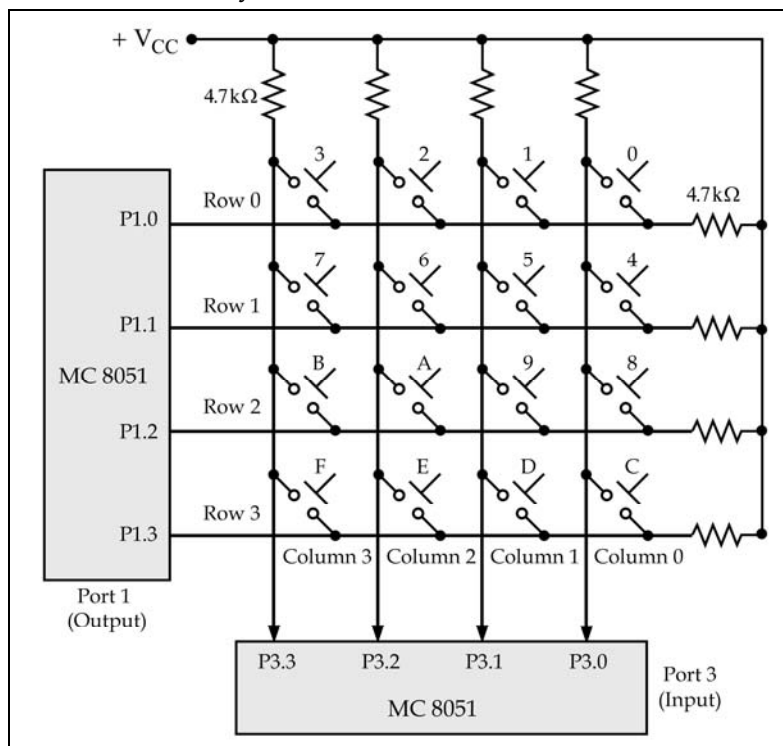 + VCC
4.7kΩ
3 2 1 0
Row 0
P1.0
4.7kΩ
7 6 5 4
Row 1
P1.1
MC 8051
B A 9 8
Row 2
P1.2
F E D C
Row 3
P1.3
Column 3 Column 2 Column 1 Column 0
Port 1
(Output)
P3.3 P3.2 P3.1 P3.0
Port 3
(Input)
MC 8051